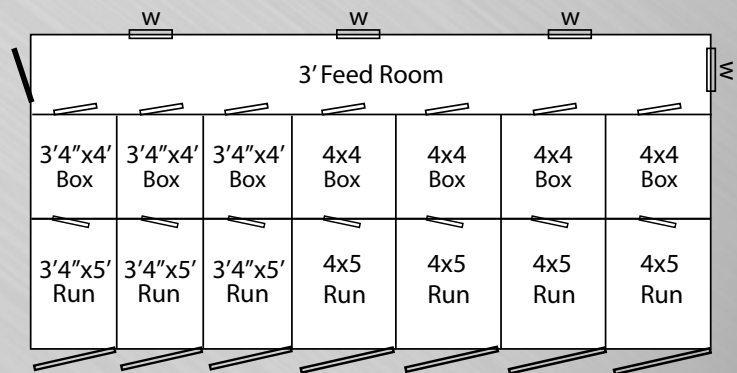 W W W
W
3' Feed Room
3'4"x4' 3'4"x4' 3'4"x4' 4x4 4x4 4x4 4x4
Box Box Box Box Box Box Box
3'4"x5' 3'4"x5' 3'4"x5' 4x5 4x5 4x5 4x5
Run Run Run Run Run Run Run